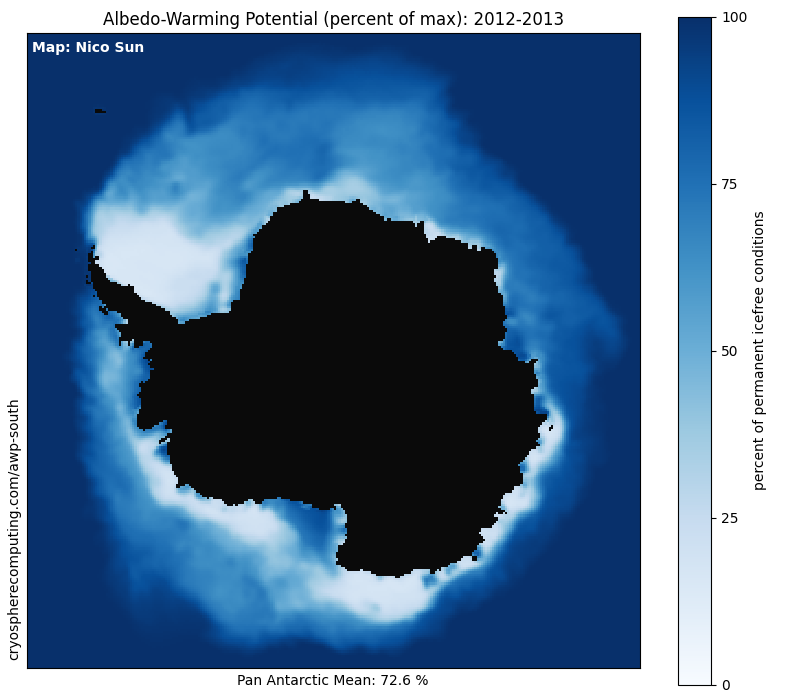 Albedo-Warming Potential (percent of max): 2012-2013
Map: Nico Sun
cryospherecomputing.com/awp-south
Pan Antarctic Mean: 72.6 %
100
75
50
25
0
percent of permanent icefree conditions